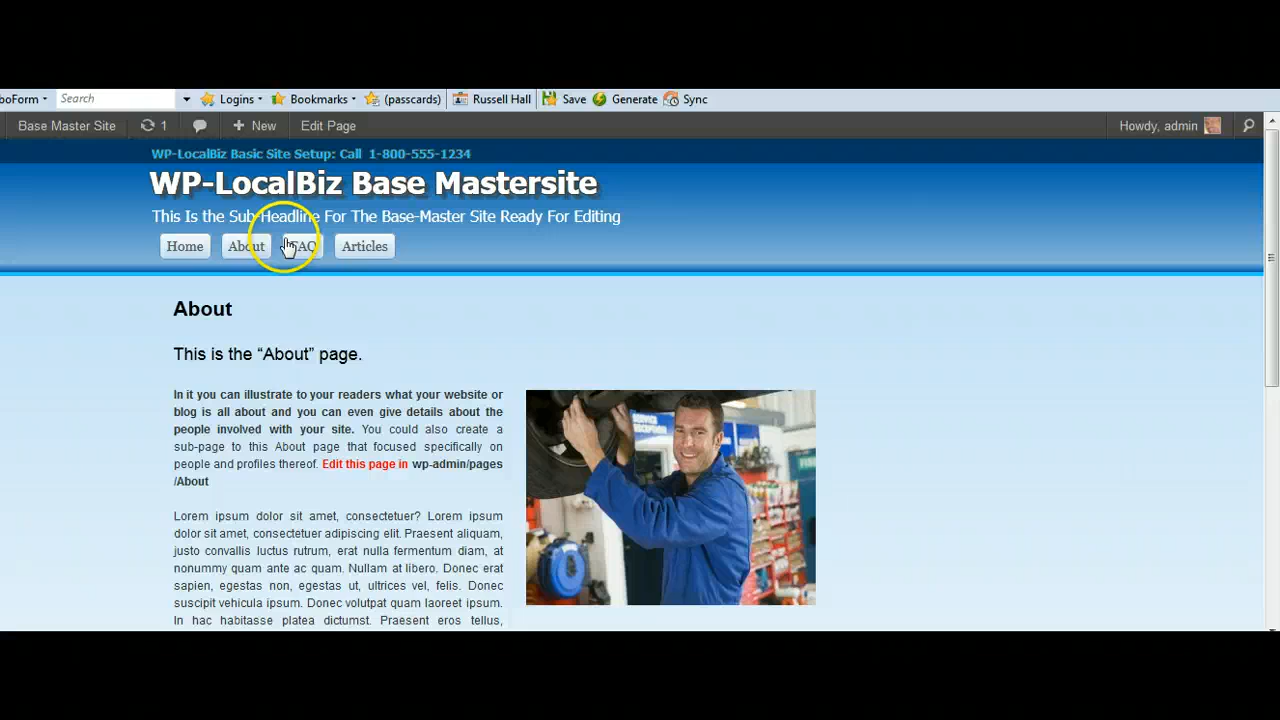 boForm Search Logins Bookmarks (passcards) Russell Hall Save Generate Sync
Base Master Site 1 New Edit Page Howdy, admin
WP-LocalBiz Basic Site Setup: Call 1-800-555-1234
WP-LocalBiz Base Mastersite
This Is the Sub-Headline For The Base-Master Site Ready For Editing
Home About FAQ Articles
About
This is the “About” page.
In it you can illustrate to your readers what your website or
blog is all about and you can even give details about the
people involved with your site. You could also create a
sub-page to this About page that focused specifically on
people and profiles thereof. Edit this page in wp-admin/pages
/About
Lorem ipsum dolor sit amet, consectetuer? Lorem ipsum
dolor sit amet, consectetuer adipiscing elit. Praesent aliquam,
justo convallis luctus rutrum, erat nulla fermentum diam, at
nonummy quam ante ac quam. Nullam at libero. Donec erat
sapien, egestas non, egestas ut, ultrices vel, felis. Donec
suscipit vehicula ipsum. Donec volutpat quam laoreet ipsum.
In hac habitasse platea dictumst. Praesent eros tellus,